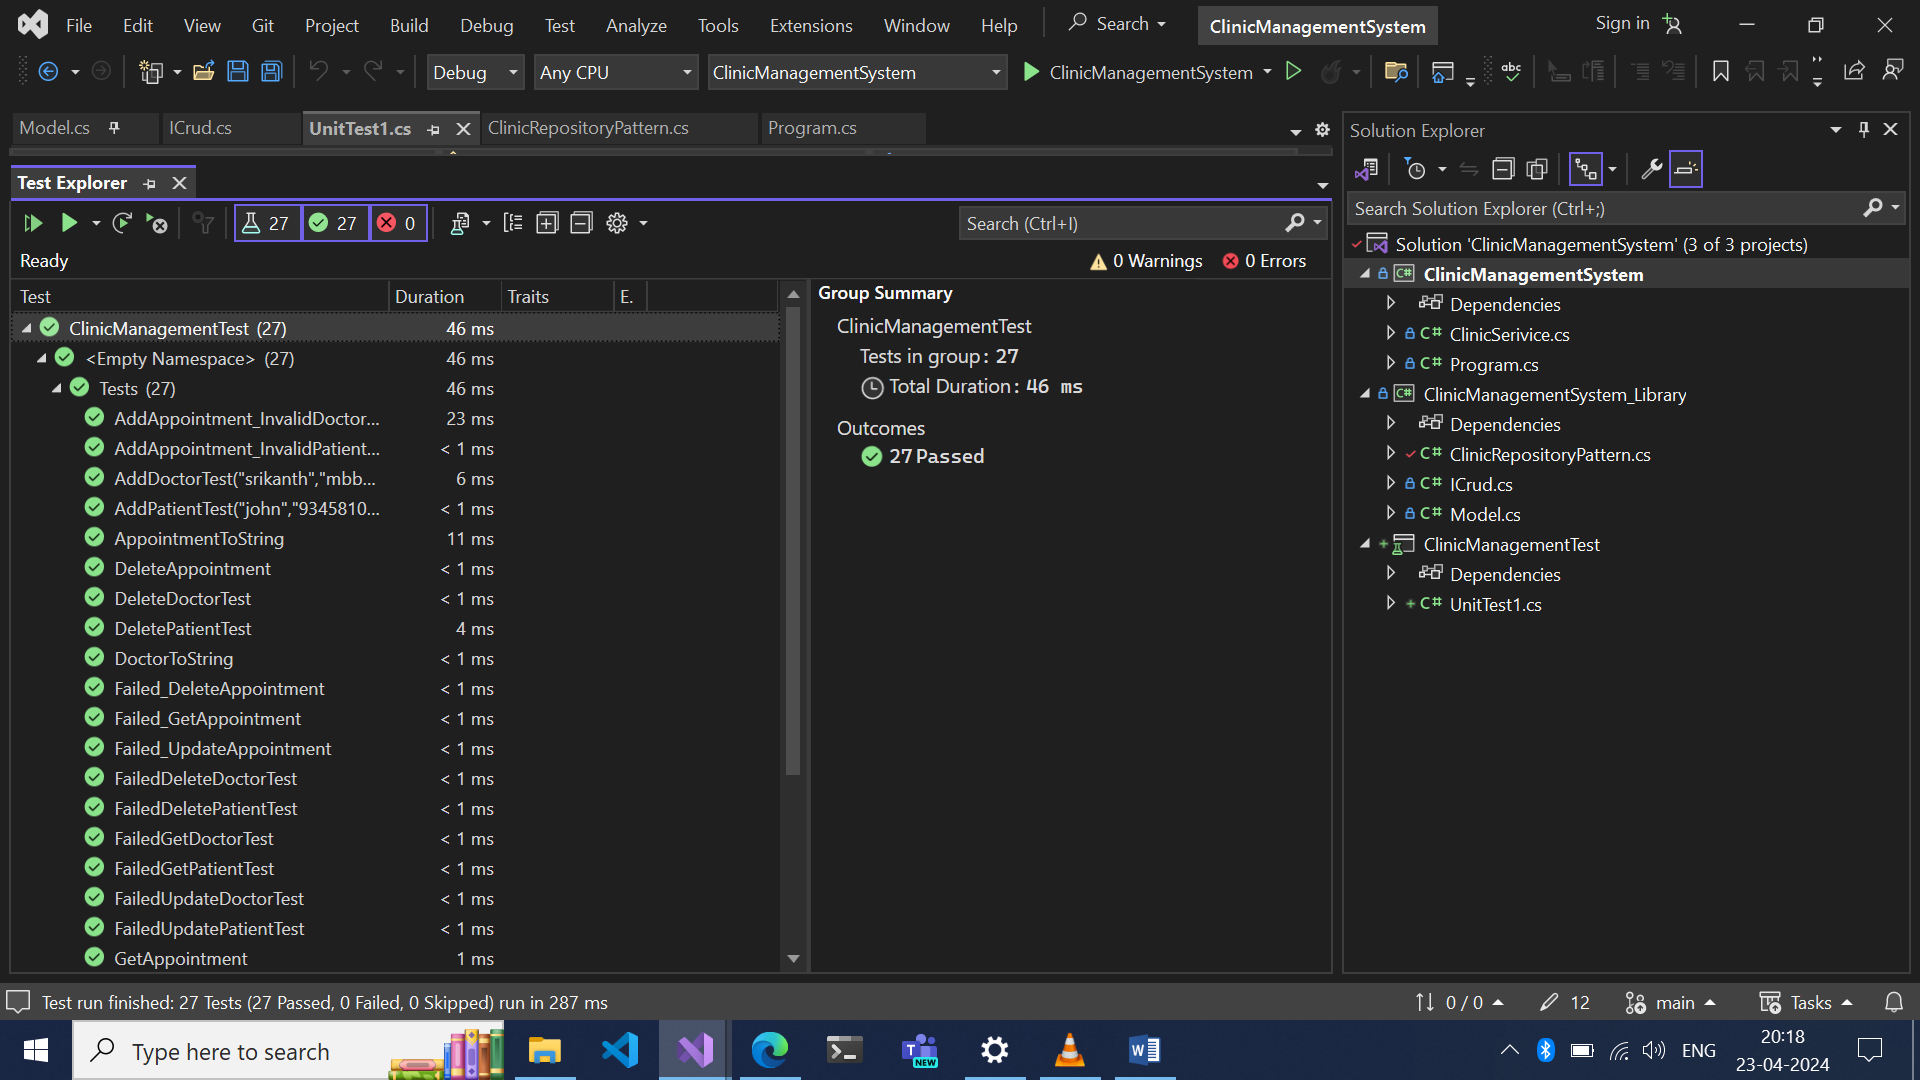 File Edit View Git Project Build Debug Test Analyze Tools Extensions Window Help Search ClinicManagementSystem Sign in
Debug Any CPU ClinicManagementSystem ClinicManagementSystem abc
Model.cs ICrud.cs UnitTest1.cs ClinicRepositoryPattern.cs Program.cs
Test Explorer
27 27 0 Search (Ctrl+I)
Ready 0 Warnings 0 Errors
Test Duration Traits E.
ClinicManagementTest (27) 46 ms
<Empty Namespace> (27) 46 ms
Tests (27) 46 ms
AddAppointment_InvalidDoctor... 23 ms
AddAppointment_InvalidPatient... < 1 ms
AddDoctorTest("srikanth","mbb... 6 ms
AddPatientTest("john","9345810... < 1 ms
AppointmentToString 11 ms
DeleteAppointment < 1 ms
DeleteDoctorTest < 1 ms
DeletePatientTest 4 ms
DoctorToString < 1 ms
Failed_DeleteAppointment < 1 ms
Failed_GetAppointment < 1 ms
Failed_UpdateAppointment < 1 ms
FailedDeleteDoctorTest < 1 ms
FailedDeletePatientTest < 1 ms
FailedGetDoctorTest < 1 ms
FailedGetPatientTest < 1 ms
FailedUpdateDoctorTest < 1 ms
FailedUpdatePatientTest < 1 ms
GetAppointment 1 ms
Group Summary
ClinicManagementTest
Tests in group: 27
Total Duration: 46 ms
Outcomes
27 Passed
Solution Explorer
Search Solution Explorer (Ctrl+;)
Solution 'ClinicManagementSystem' (3 of 3 projects)
C# ClinicManagementSystem
Dependencies
C# ClinicSerivice.cs
C# Program.cs
C# ClinicManagementSystem_Library
Dependencies
C# ClinicRepositoryPattern.cs
C# ICrud.cs
C# Model.cs
ClinicManagementTest
Dependencies
C# UnitTest1.cs
Test run finished: 27 Tests (27 Passed, 0 Failed, 0 Skipped) run in 287 ms 0 / 0 12 main Tasks
Type here to search NEW ENG 20:18
23-04-2024